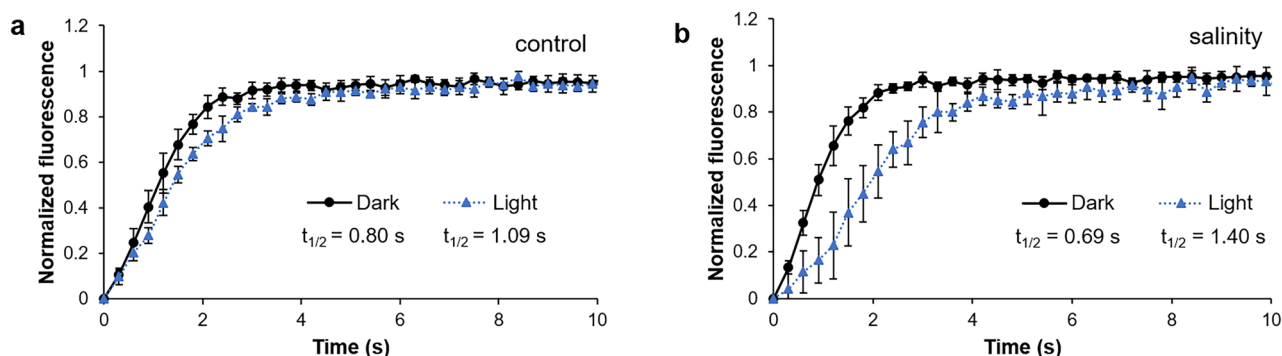 a
control
Normalized fluorescence
1.2
1
0.8
0.6
0.4
0.2
0
Dark
Light
t1/2 = 0.80 s
t1/2 = 1.09 s
0
2
4
6
8
10
Time (s)
b
salinity
Normalized fluorescence
1.2
1
0.8
0.6
0.4
0.2
0
Dark
Light
t1/2 = 0.69 s
t1/2 = 1.40 s
0
2
4
6
8
10
Time (s)